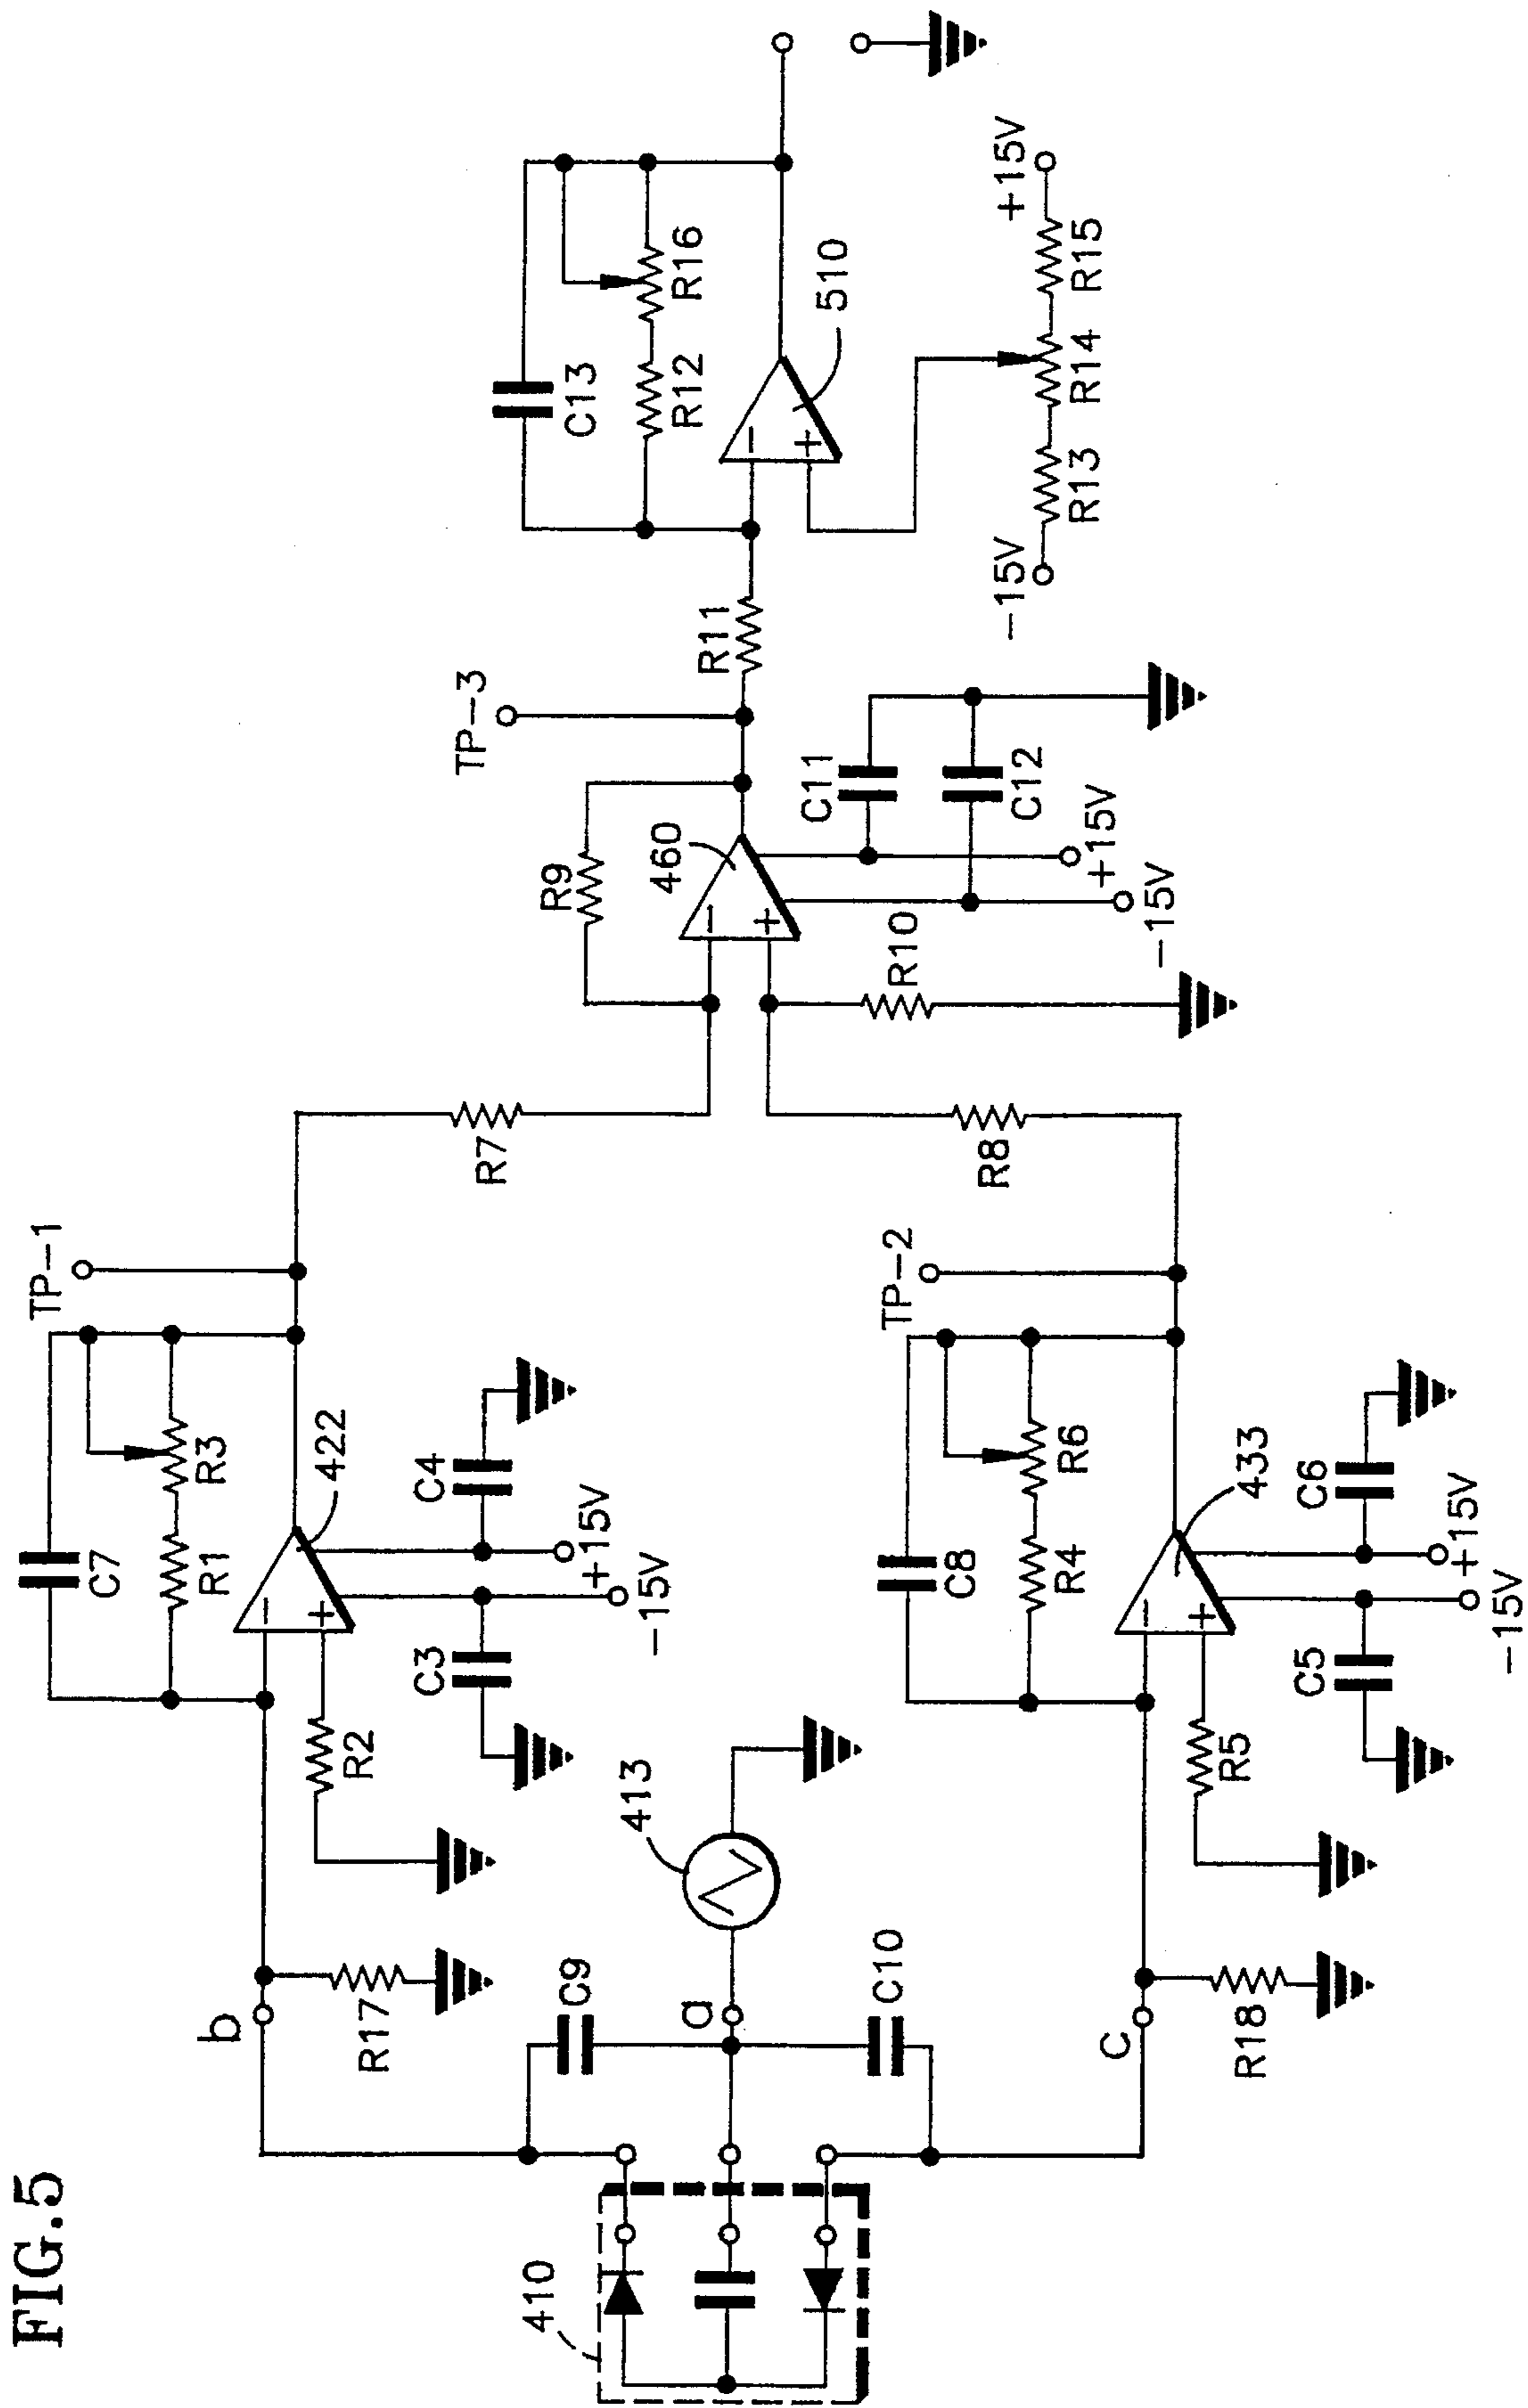 FIG.5
410
b
R17
C9
a
C10
c
R18
413
C7
R1
R3
TP-1
-
+
422
R2
C3
C4
+15V
-15V
C8
R4
R6
TP-2
-
+
433
R5
C5
C6
+15V
-15V
R7
R8
R9
460
-
+
R10
C11
C12
+15V
-15V
TP-3
R11
C13
R12
R16
-
+
510
-15V
R13
R14
R15
+15V